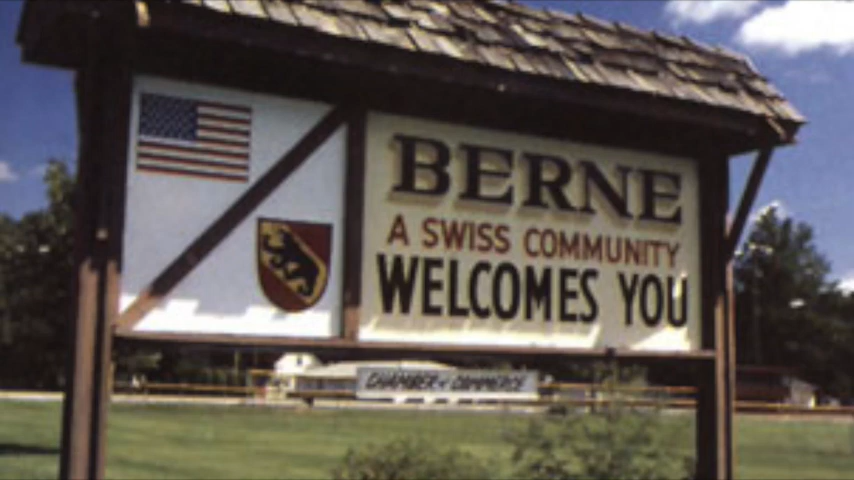 BERNE
A SWISS COMMUNITY
WELCOMES YOU
CHAMBER of COMMERCE